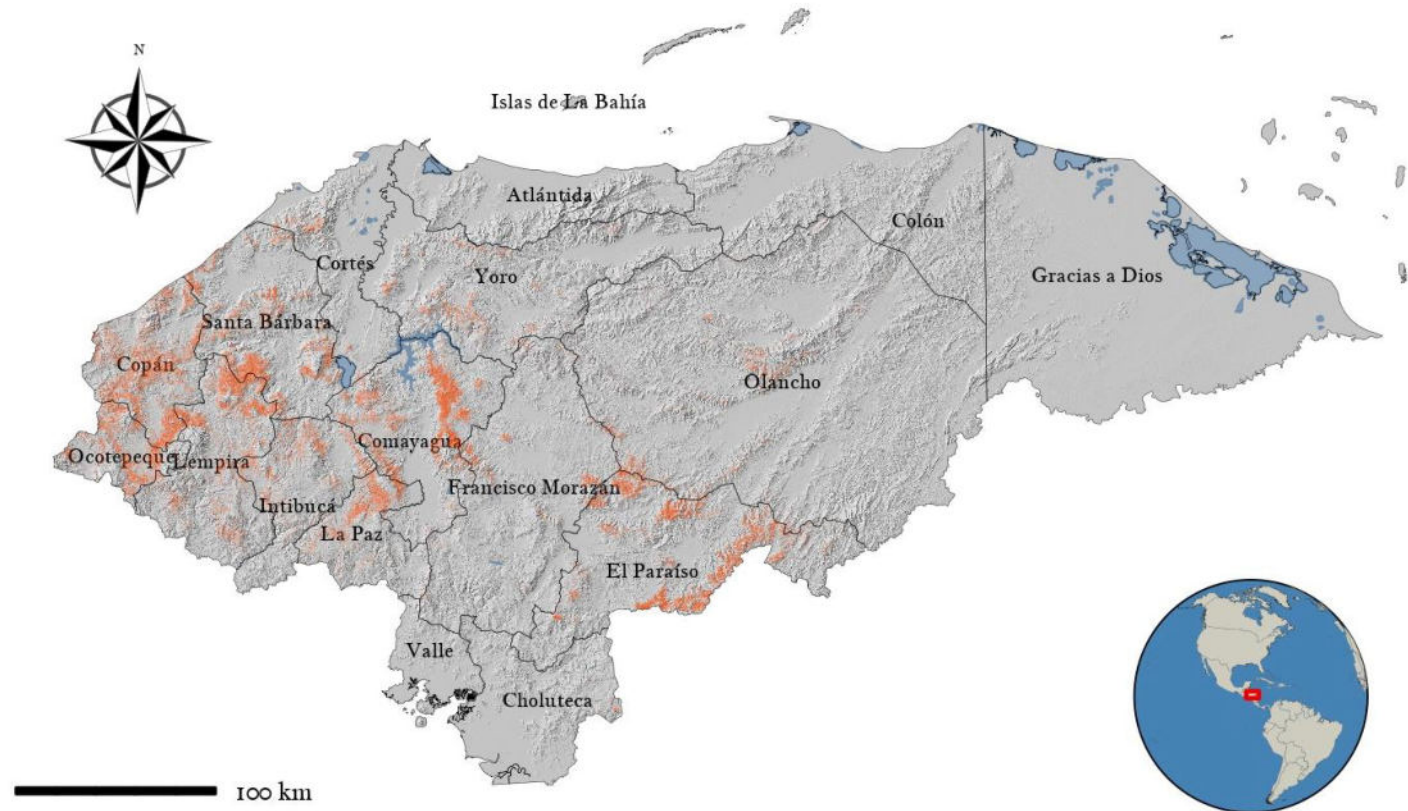 N
Islas de La Bahía
Atlántida
Colón
Cortés
Yoro
Gracias a Dios
Santa Bárbara
Copán
Olancho
Comayagua
Ocotepeque
Lempira
Francisco Morazán
Intibucá
La Paz
El Paraíso
Valle
Choluteca
100 km